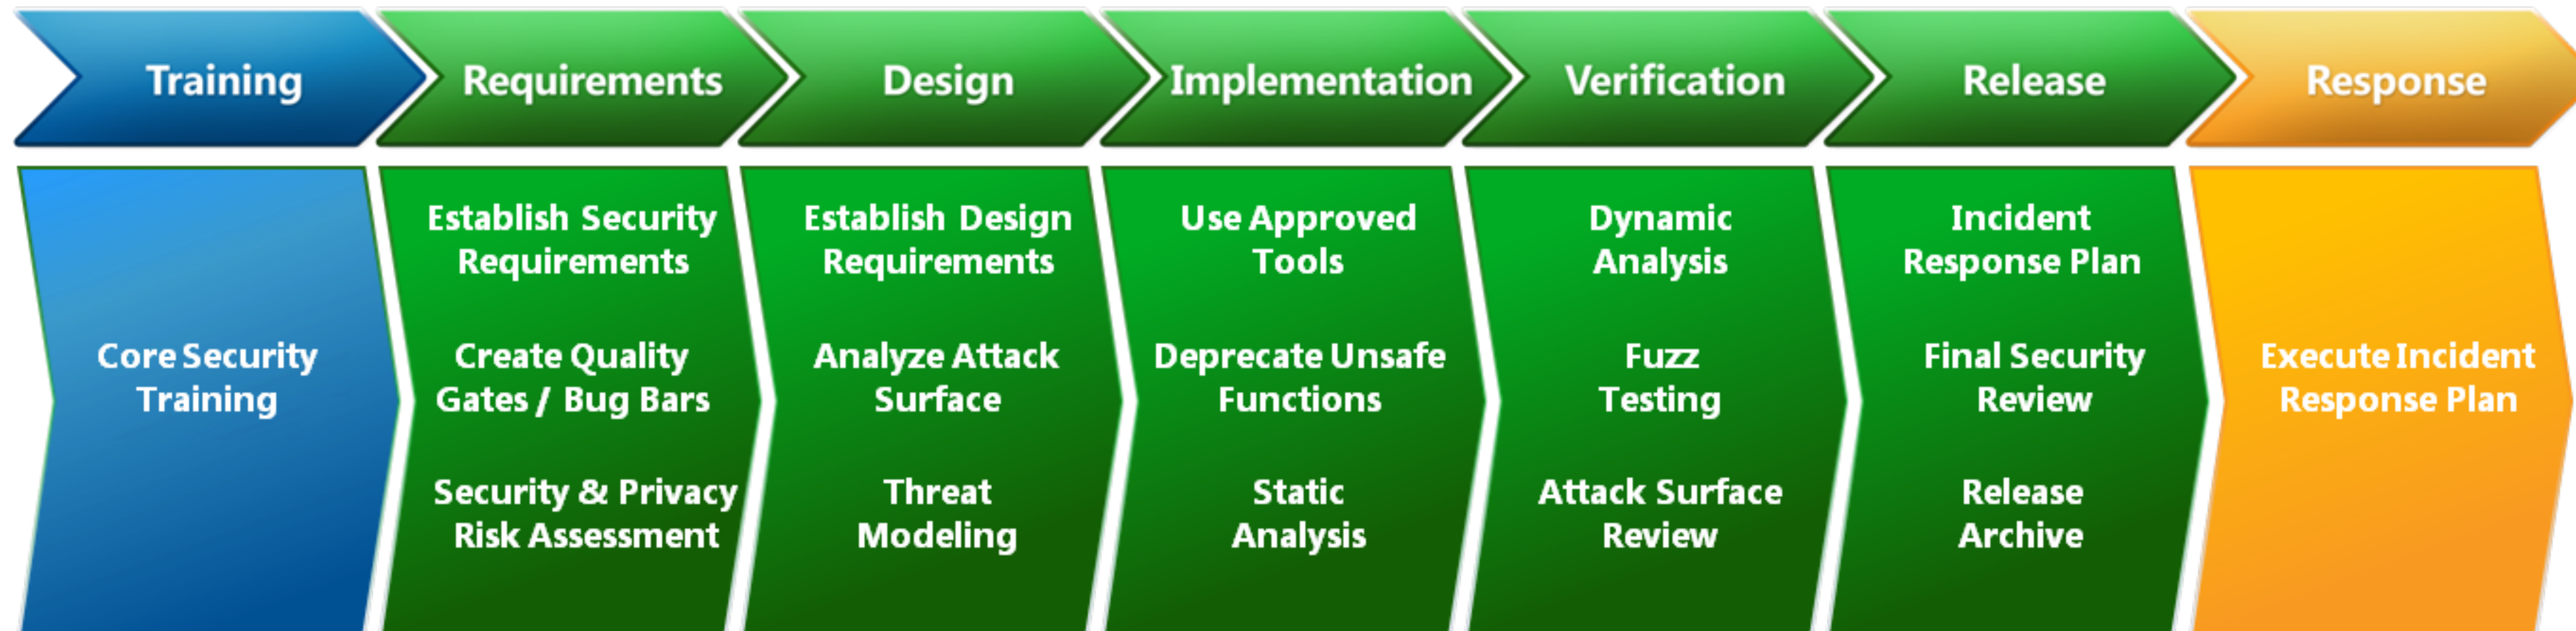 Training
Requirements
Design
Implementation
Verification
Release
Response
Core Security
Training
Establish Security
Requirements
Create Quality
Gates / Bug Bars
Security & Privacy
Risk Assessment
Establish Design
Requirements
Analyze Attack
Surface
Threat
Modeling
Use Approved
Tools
Deprecate Unsafe
Functions
Static
Analysis
Dynamic
Analysis
Fuzz
Testing
Attack Surface
Review
Incident
Response Plan
Final Security
Review
Release
Archive
Execute Incident
Response Plan